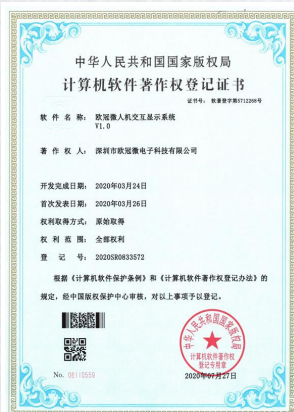 中华人民共和国国家版权局
计算机软件著作权登记证书
证书号： 软著登字第5712268号
软件名称： 欧冠微人机交互显示系统
V1.0
著作权人： 深圳市欧冠微电子科技有限公司
开发完成日期： 2020年03月24日
首次发表日期： 2020年03月26日
权利取得方式： 原始取得
权利范围： 全部权利
登记号： 2020SR0833572
根据《计算机软件保护条例》和《计算机软件著作权登记办法》的
规定，经中国版权保护中心审核，对以上事项予以登记。
中华人民共和国国家版权局
计算机软件著作权
登记专用章
No. 06110559
2020年07月27日